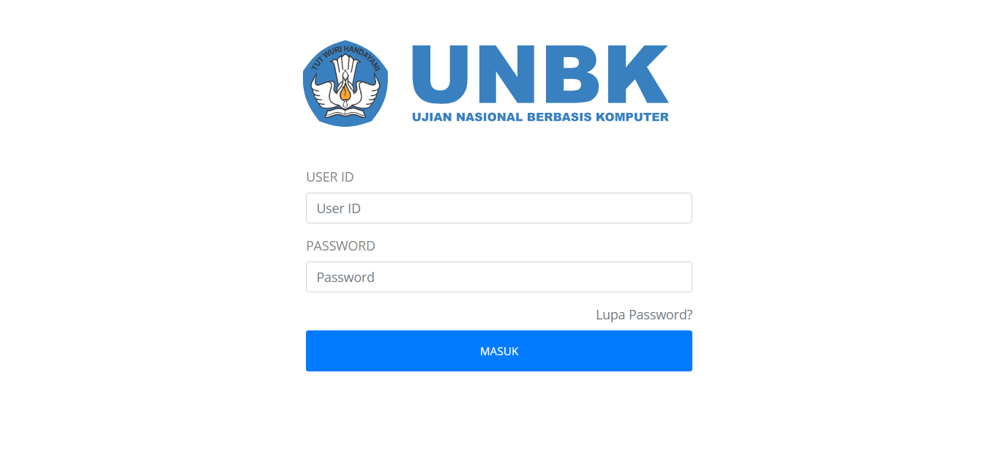 TUT WURI HANDAYANI
UNBK
UJIAN NASIONAL BERBASIS KOMPUTER
USER ID
User ID
PASSWORD
Password
Lupa Password?
MASUK